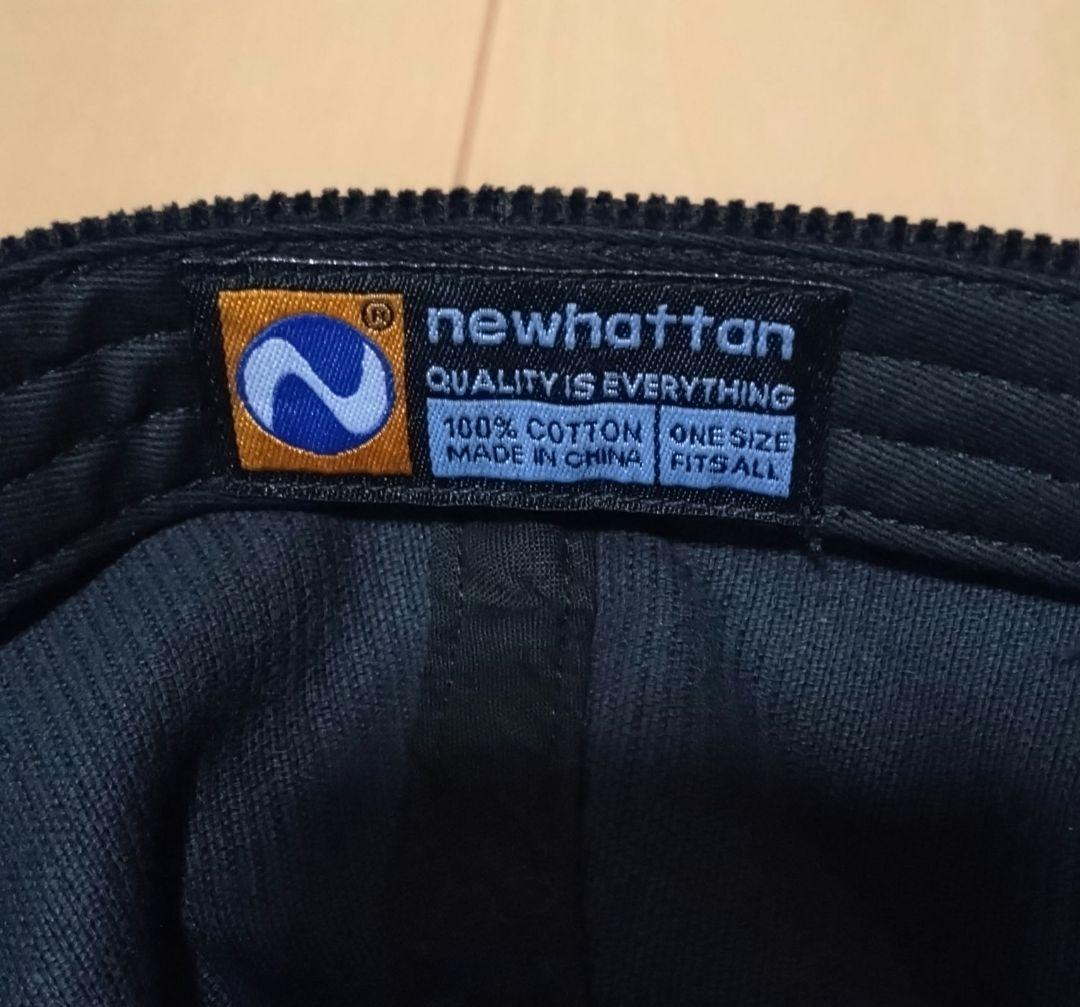 ®
newhattan
QUALITY IS EVERYTHING
100% COTTON
MADE IN CHINA
ONE SIZE
FITS ALL